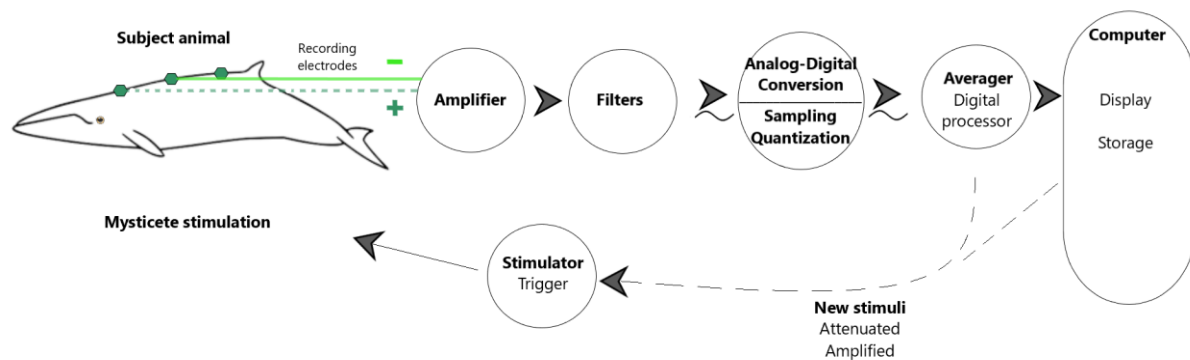 Subject animal
Recording
electrodes
−
+
Amplifier
Filters
Analog-Digital
Conversion
Sampling
Quantization
Averager
Digital
processor
Computer
Display
Storage
Mysticete stimulation
Stimulator
Trigger
New stimuli
Attenuated
Amplified